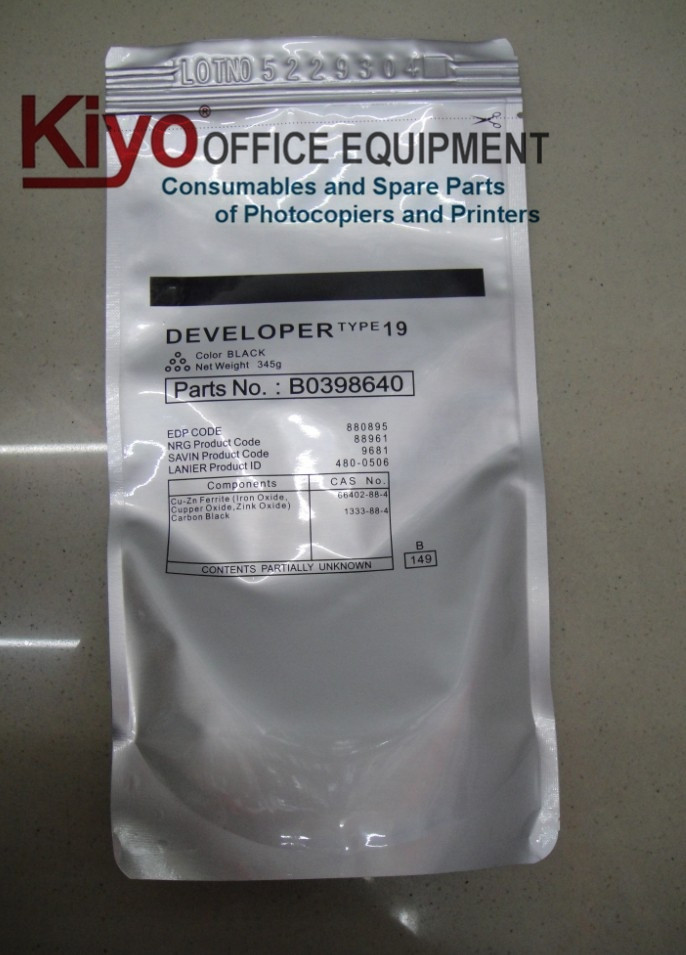 LOTNO 5229304
Kiyo® OFFICE EQUIPMENT
Consumables and Spare Parts
of Photocopiers and Printers
DEVELOPER TYPE 19
Color BLACK
Net Weight 345g
Parts No. : B0398640
EDP CODE 880895
NRG Product Code 88961
SAVIN Product Code 9681
LANIER Product ID 480-0506
Components CAS No.
Cu-Zn Ferrite (Iron Oxide, 66402-88-4
Cupper Oxide,Zink Oxide)
Carbon Black 1333-88-4
CONTENTS PARTIALLY UNKNOWN
B
149